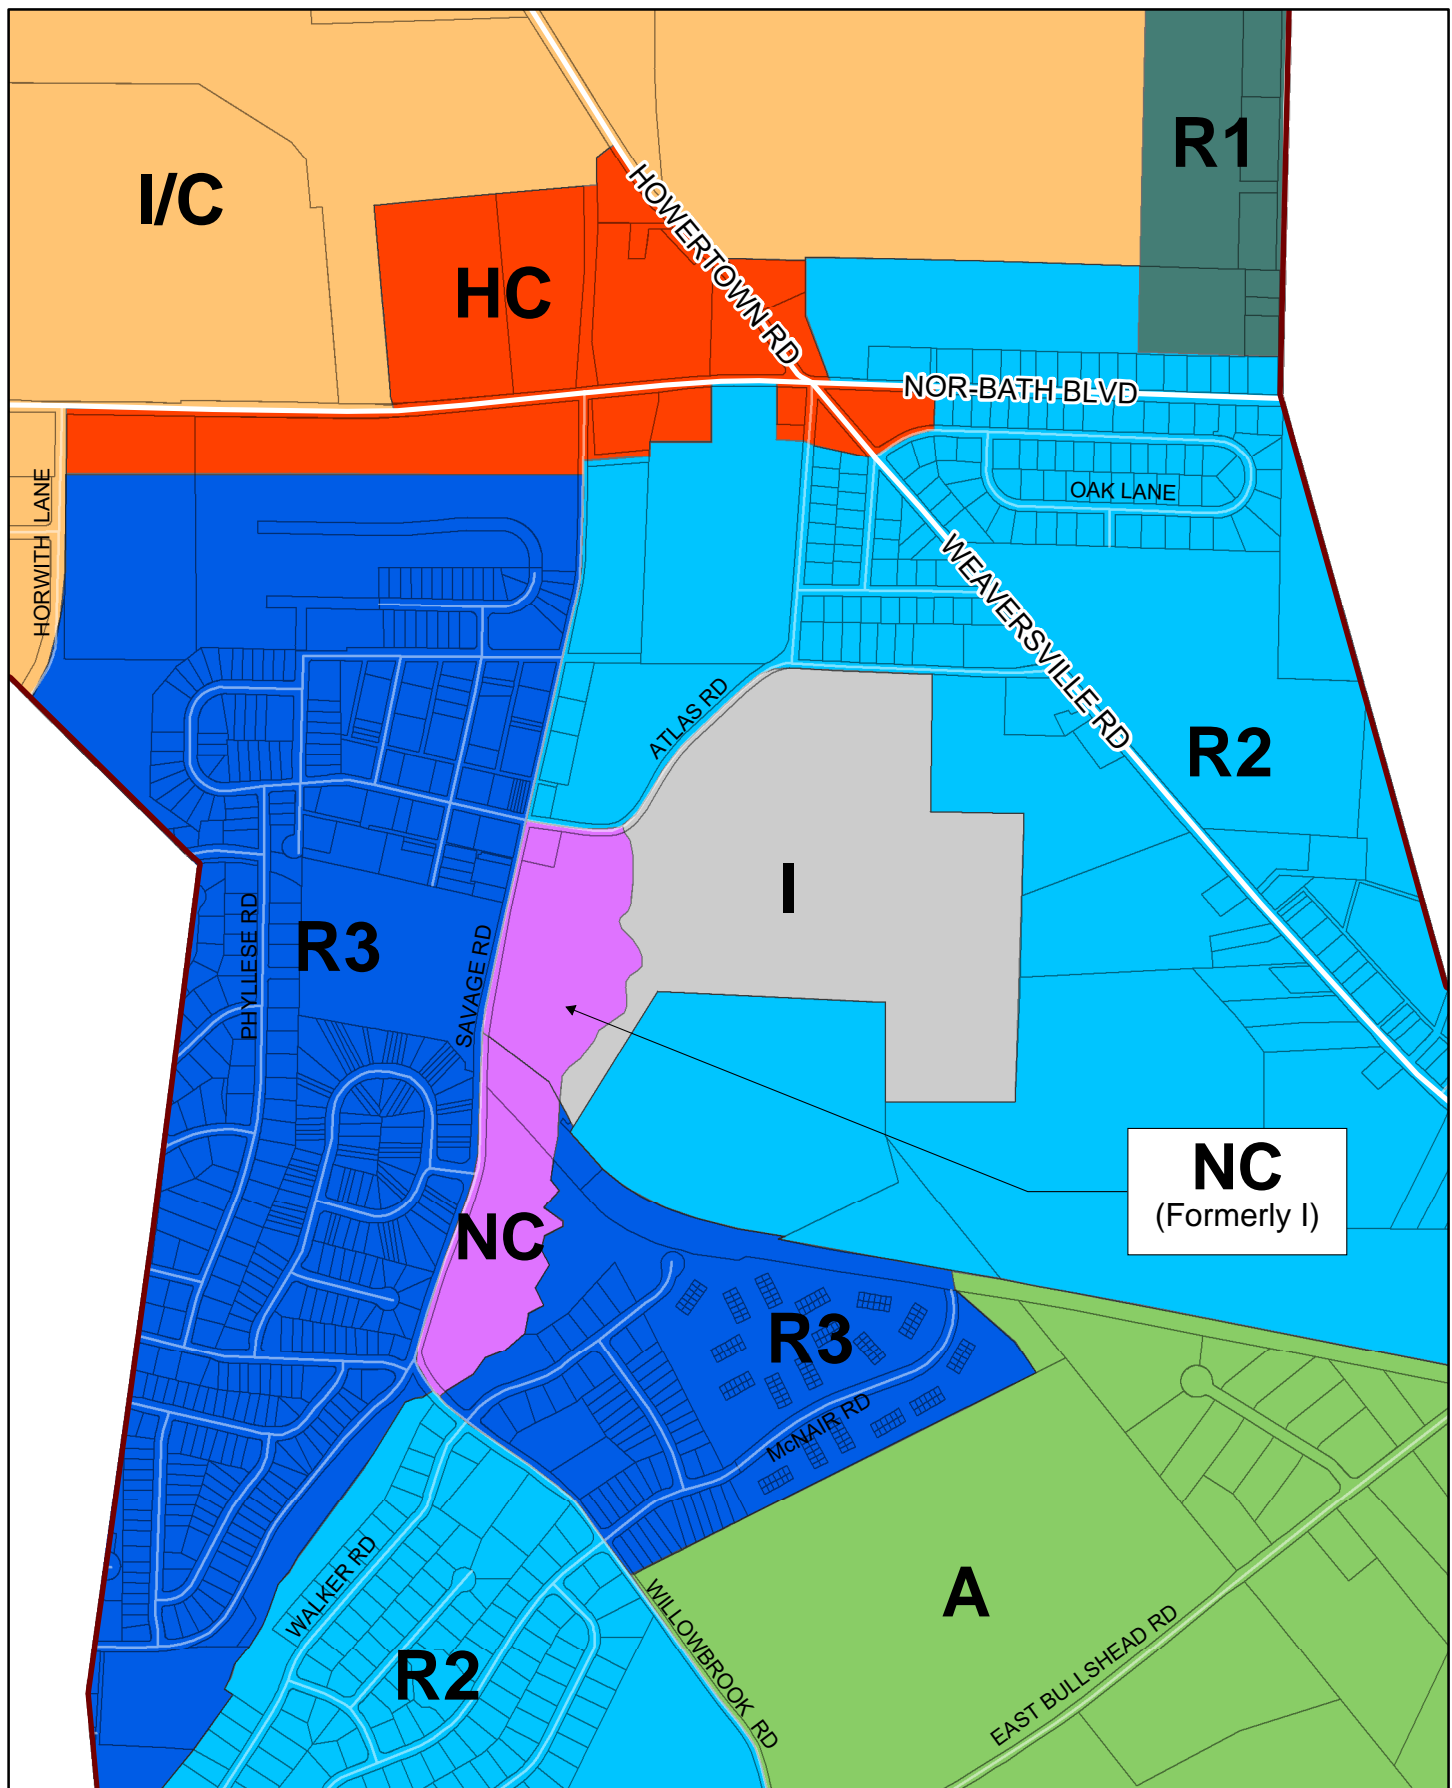 R1
I/C
HOWERTOWN RD
HC
NOR-BATH BLVD
OAK LANE
HORWITH LANE
WEAVERSVILLE RD
ATLAS RD
R2
I
PHYLLESE RD
R3
SAVAGE RD
NC
(Formerly I)
NC
R3
McNAIR RD
WALKER RD
A
WILLOWBROOK RD
R2
EAST BULLSHEAD RD